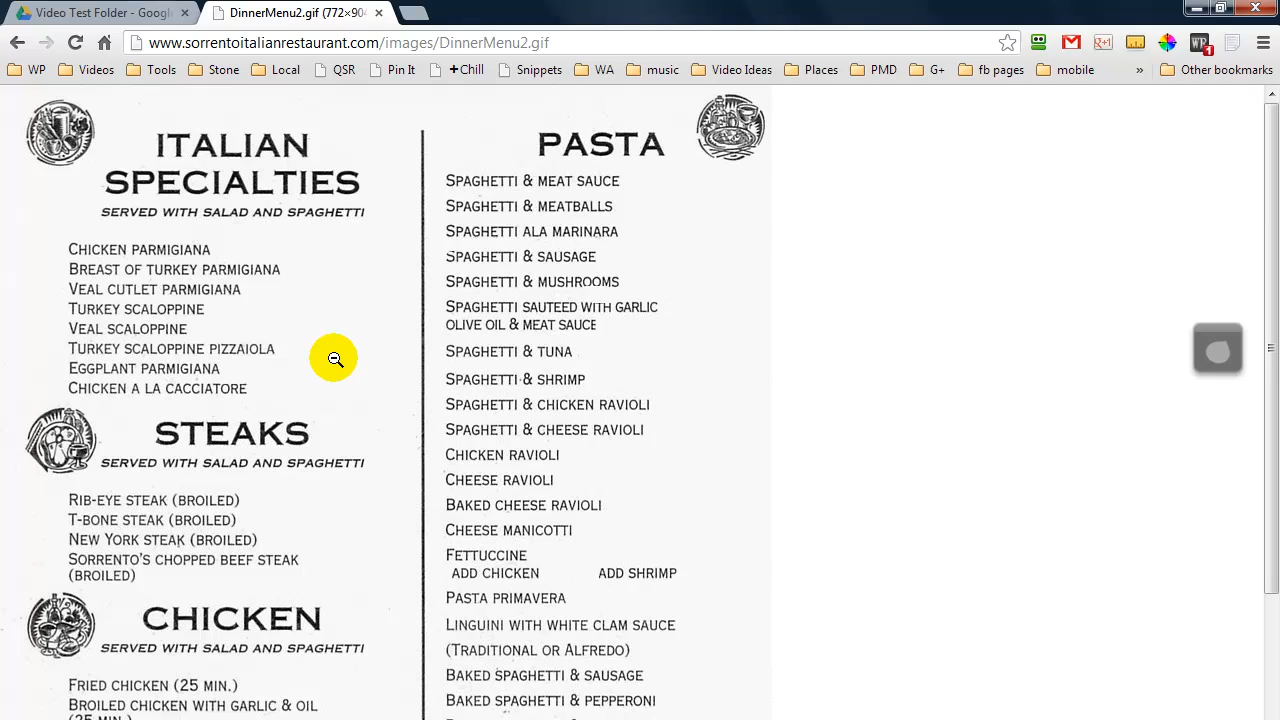 Video Test Folder - Googl
DinnerMenu2.gif (772×904
www.sorrentoitalianrestaurant.com/images/DinnerMenu2.gif
WP
Videos
Tools
Stone
Local
QSR
Pin It
+Chill
Snippets
WA
music
Video Ideas
Places
PMD
G+
fb pages
mobile
»
Other bookmarks
ITALIAN
SPECIALTIES
SERVED WITH SALAD AND SPAGHETTI
CHICKEN PARMIGIANA
BREAST OF TURKEY PARMIGIANA
VEAL CUTLET PARMIGIANA
TURKEY SCALOPPINE
VEAL SCALOPPINE
TURKEY SCALOPPINE PIZZAIOLA
EGGPLANT PARMIGIANA
CHICKEN A LA CACCIATORE
STEAKS
SERVED WITH SALAD AND SPAGHETTI
RIB-EYE STEAK (BROILED)
T-BONE STEAK (BROILED)
NEW YORK STEAK (BROILED)
SORRENTO'S CHOPPED BEEF STEAK
(BROILED)
CHICKEN
SERVED WITH SALAD AND SPAGHETTI
FRIED CHICKEN (25 MIN.)
BROILED CHICKEN WITH GARLIC & OIL
(25 MIN.)
PASTA
SPAGHETTI & MEAT SAUCE
SPAGHETTI & MEATBALLS
SPAGHETTI ALA MARINARA
SPAGHETTI & SAUSAGE
SPAGHETTI & MUSHROOMS
SPAGHETTI SAUTEED WITH GARLIC
OLIVE OIL & MEAT SAUCE
SPAGHETTI & TUNA
SPAGHETTI & SHRIMP
SPAGHETTI & CHICKEN RAVIOLI
SPAGHETTI & CHEESE RAVIOLI
CHICKEN RAVIOLI
CHEESE RAVIOLI
BAKED CHEESE RAVIOLI
CHEESE MANICOTTI
FETTUCCINE
ADD CHICKEN ADD SHRIMP
PASTA PRIMAVERA
LINGUINI WITH WHITE CLAM SAUCE
(TRADITIONAL OR ALFREDO)
BAKED SPAGHETTI & SAUSAGE
BAKED SPAGHETTI & PEPPERONI